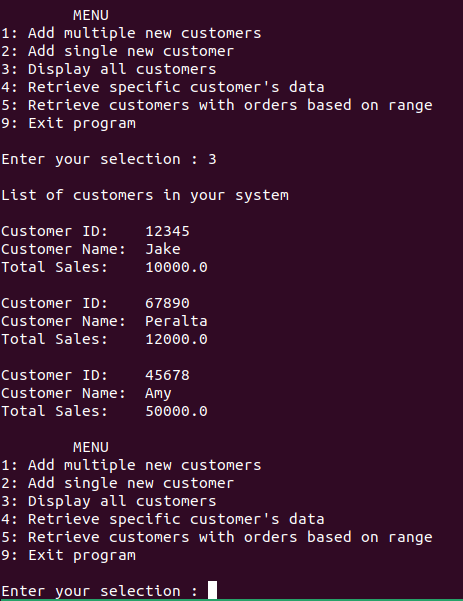 MENU
1: Add multiple new customers
2: Add single new customer
3: Display all customers
4: Retrieve specific customer's data
5: Retrieve customers with orders based on range
9: Exit program
Enter your selection : 3
List of customers in your system
Customer ID: 12345
Customer Name: Jake
Total Sales: 10000.0
Customer ID: 67890
Customer Name: Peralta
Total Sales: 12000.0
Customer ID: 45678
Customer Name: Amy
Total Sales: 50000.0
MENU
1: Add multiple new customers
2: Add single new customer
3: Display all customers
4: Retrieve specific customer's data
5: Retrieve customers with orders based on range
9: Exit program
Enter your selection :